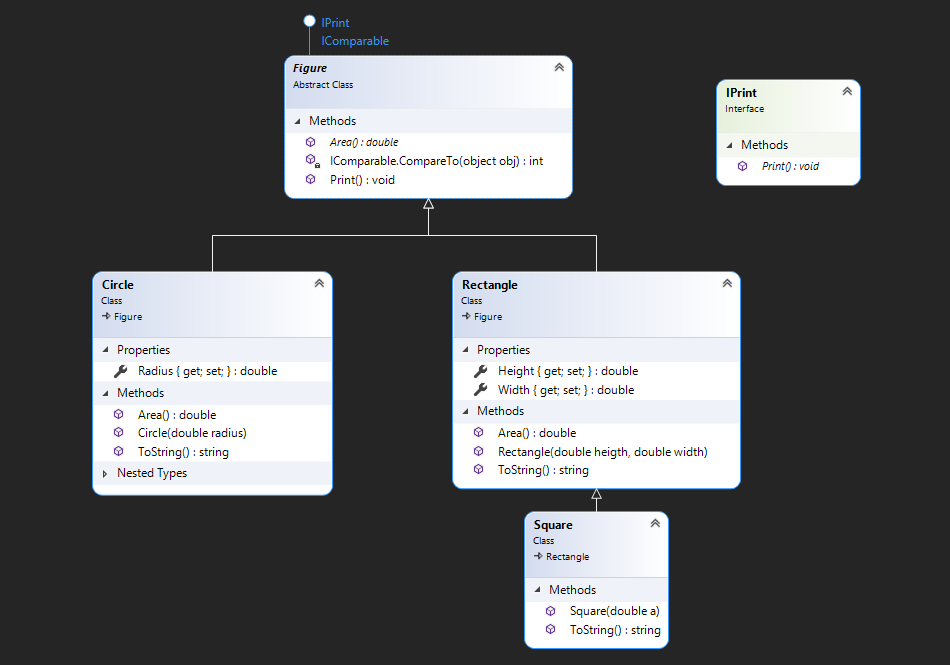 IPrint
IComparable
Figure
Abstract Class
Methods
Area() : double
IComparable.CompareTo(object obj) : int
Print() : void
IPrint
Interface
Methods
Print() : void
Circle
Class
Figure
Properties
Radius { get; set; } : double
Methods
Area() : double
Circle(double radius)
ToString() : string
Nested Types
Rectangle
Class
Figure
Properties
Height { get; set; } : double
Width { get; set; } : double
Methods
Area() : double
Rectangle(double heigth, double width)
ToString() : string
Square
Class
Rectangle
Methods
Square(double a)
ToString() : string